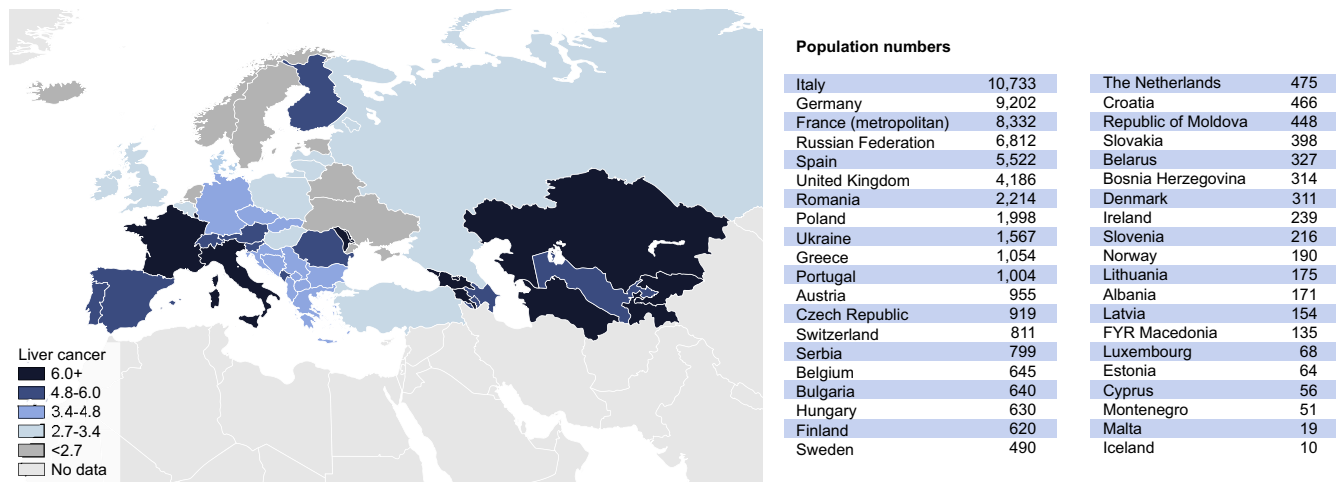 Liver cancer
6.0+
4.8-6.0
3.4-4.8
2.7-3.4
<2.7
No data
Population numbers
Italy 10,733
Germany 9,202
France (metropolitan) 8,332
Russian Federation 6,812
Spain 5,522
United Kingdom 4,186
Romania 2,214
Poland 1,998
Ukraine 1,567
Greece 1,054
Portugal 1,004
Austria 955
Czech Republic 919
Switzerland 811
Serbia 799
Belgium 645
Bulgaria 640
Hungary 630
Finland 620
Sweden 490
The Netherlands 475
Croatia 466
Republic of Moldova 448
Slovakia 398
Belarus 327
Bosnia Herzegovina 314
Denmark 311
Ireland 239
Slovenia 216
Norway 190
Lithuania 175
Albania 171
Latvia 154
FYR Macedonia 135
Luxembourg 68
Estonia 64
Cyprus 56
Montenegro 51
Malta 19
Iceland 10